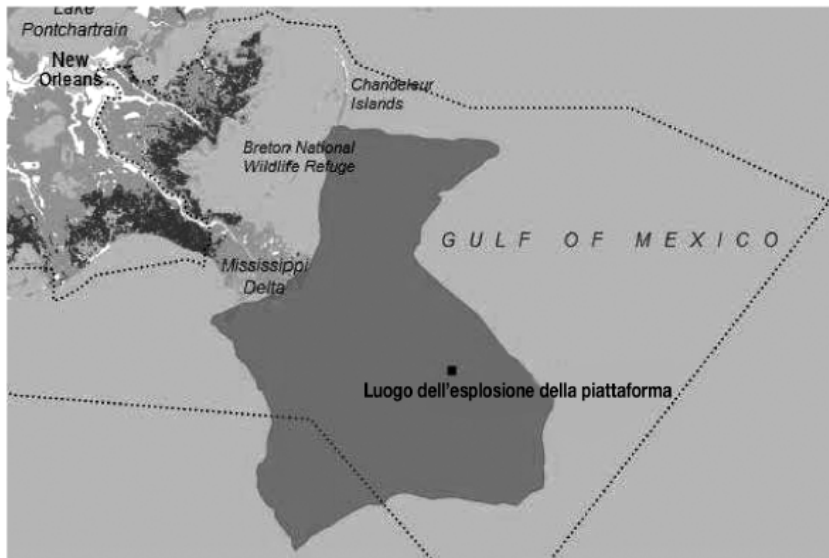 Lake
Pontchartrain
New
Orleans
Chandeleur
Islands
Breton National
Wildlife Refuge
GULF OF MEXICO
Mississippi
Delta
Luogo dell'esplosione della piattaforma